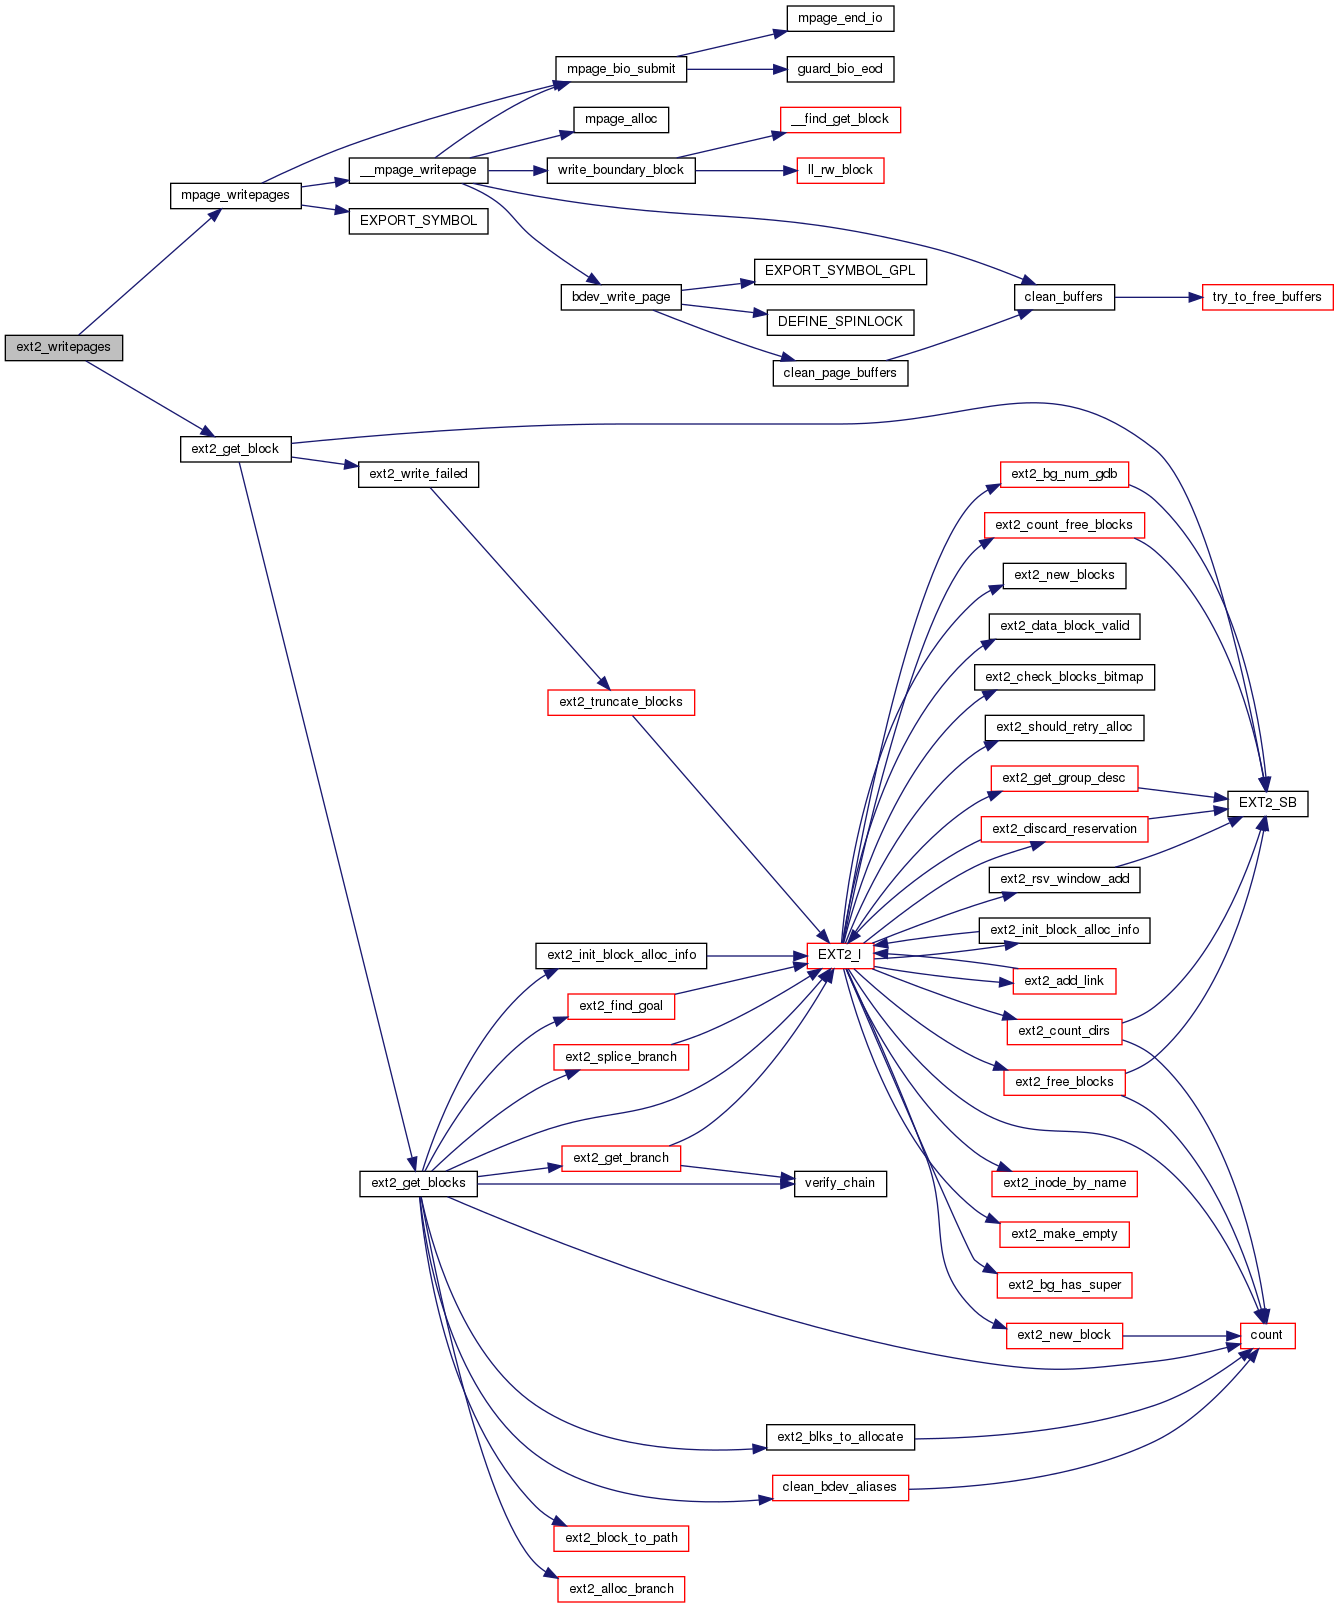 mpage_end_io
mpage_bio_submit
guard_bio_eod
mpage_alloc
__find_get_block
__mpage_writepage
write_boundary_block
ll_rw_block
mpage_writepages
EXPORT_SYMBOL
EXPORT_SYMBOL_GPL
bdev_write_page
clean_buffers
try_to_free_buffers
DEFINE_SPINLOCK
ext2_writepages
clean_page_buffers
ext2_get_block
ext2_write_failed
ext2_bg_num_gdb
ext2_count_free_blocks
ext2_new_blocks
ext2_data_block_valid
ext2_check_blocks_bitmap
ext2_truncate_blocks
ext2_should_retry_alloc
ext2_get_group_desc
EXT2_SB
ext2_discard_reservation
ext2_rsv_window_add
ext2_init_block_alloc_info
ext2_init_block_alloc_info
EXT2_I
ext2_add_link
ext2_find_goal
ext2_count_dirs
ext2_splice_branch
ext2_free_blocks
ext2_get_branch
ext2_get_blocks
verify_chain
ext2_inode_by_name
ext2_make_empty
ext2_bg_has_super
ext2_new_block
count
ext2_blks_to_allocate
clean_bdev_aliases
ext2_block_to_path
ext2_alloc_branch